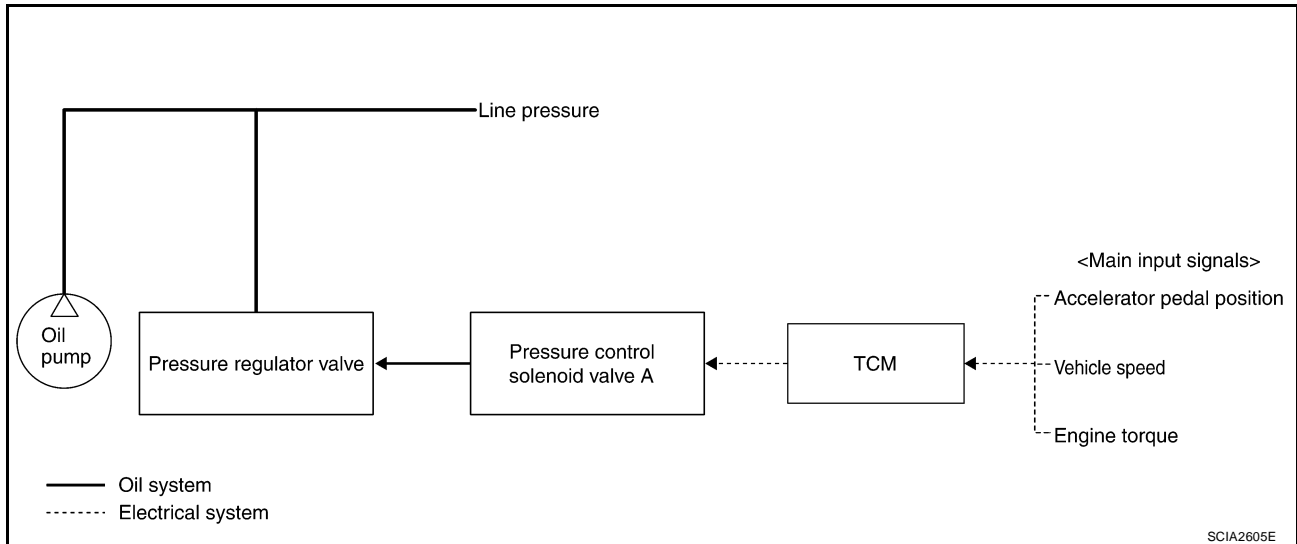 Line pressure
<Main input signals>
Accelerator pedal position
Oil
pump
Pressure regulator valve
Pressure control
solenoid valve A
TCM
Vehicle speed
Engine torque
Oil system
Electrical system
SCIA2605E